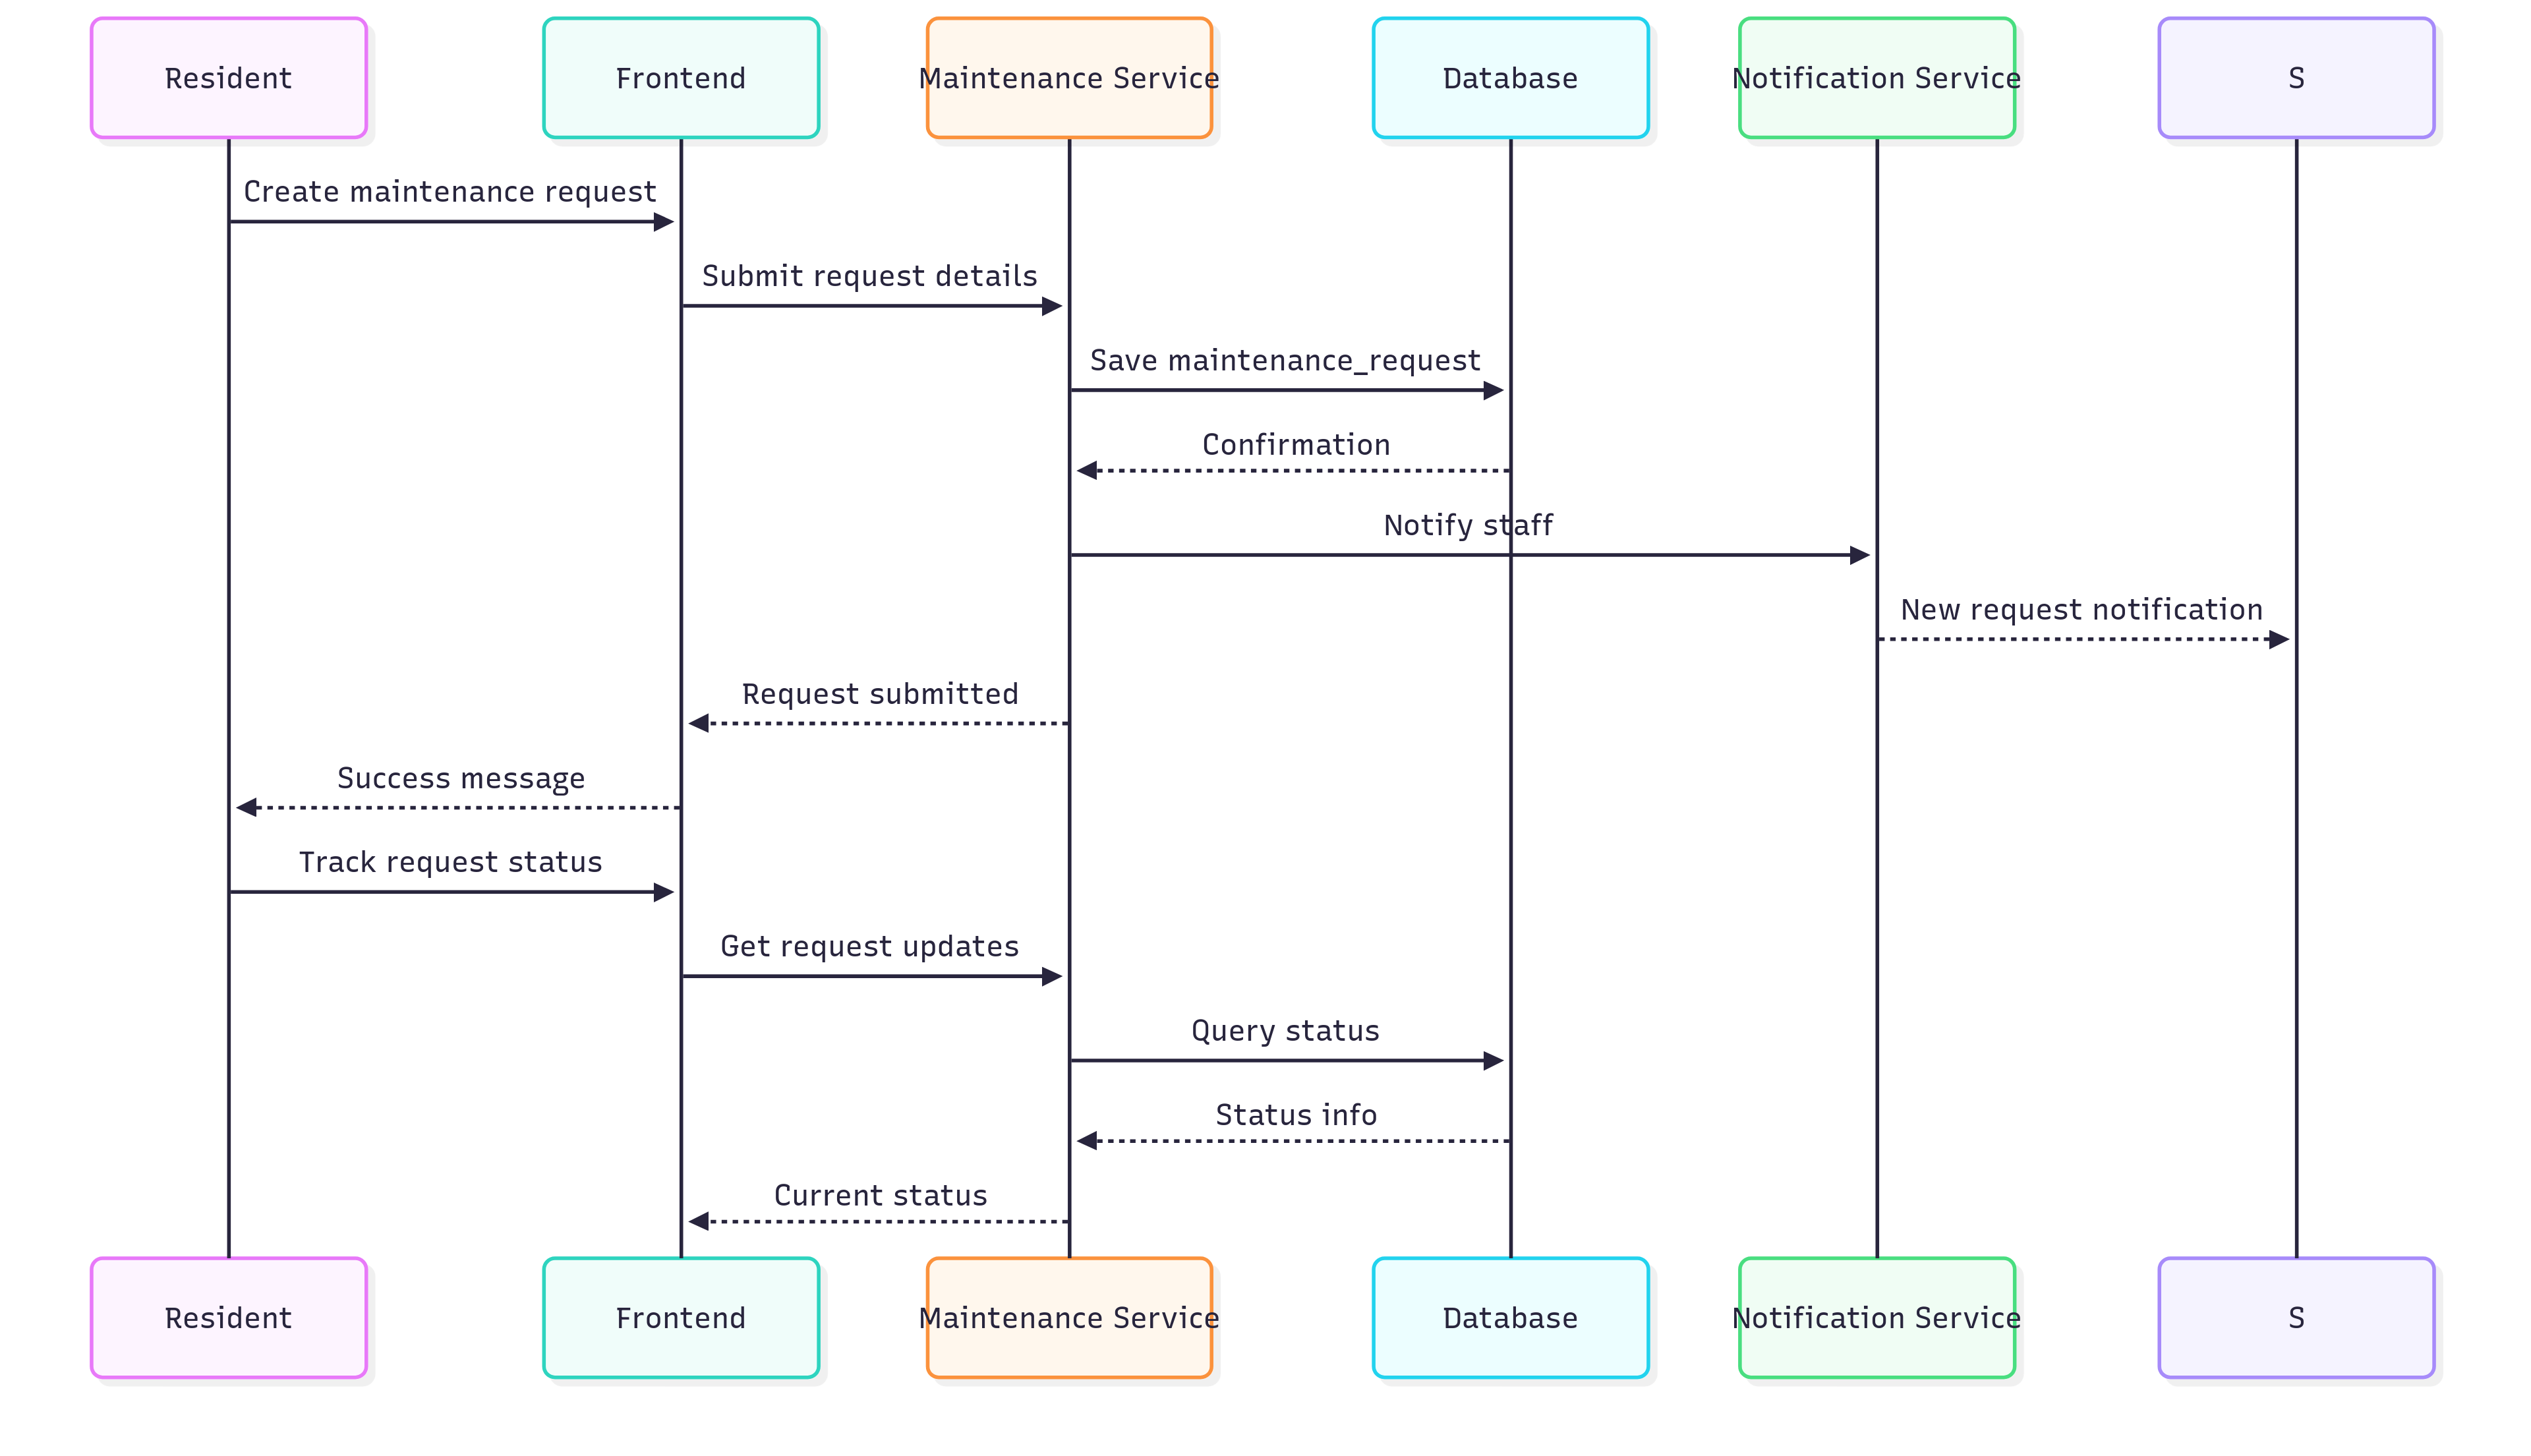 Resident
Frontend
Maintenance Service
Database
Notification Service
S
Create maintenance request
Submit request details
Save maintenance_request
Confirmation
Notify staff
New request notification
Request submitted
Success message
Track request status
Get request updates
Query status
Status info
Current status
Resident
Frontend
Maintenance Service
Database
Notification Service
S